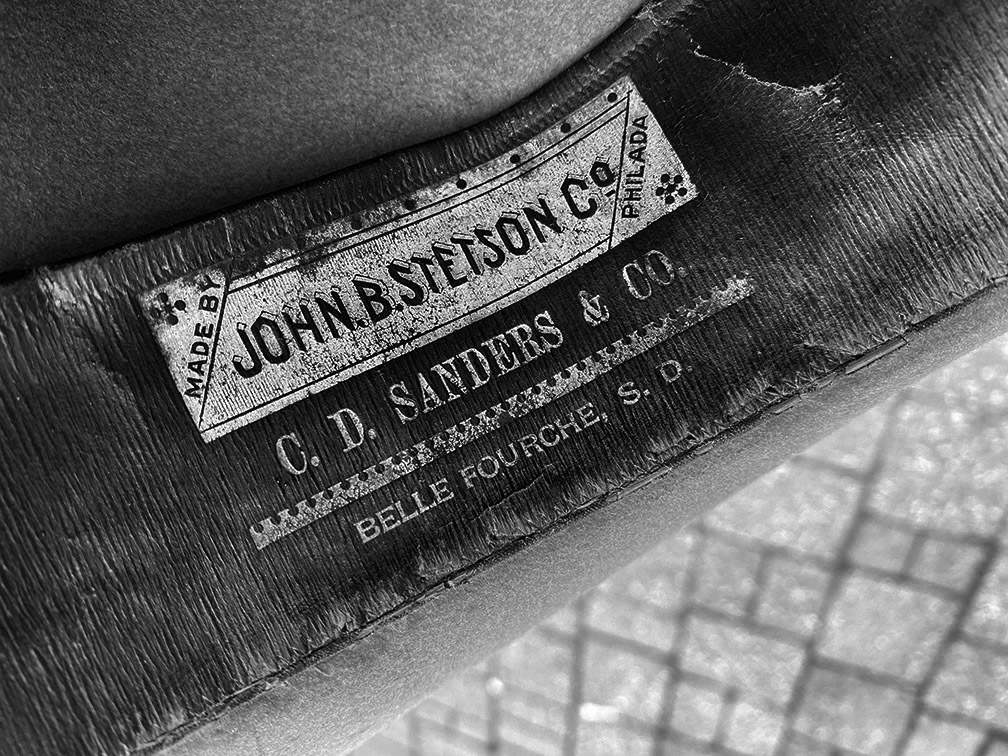 MADE BY
JOHN.B.STETSON Co
PHILADA
C. D. SANDERS & CO.
BELLE FOURCHE, S. D.